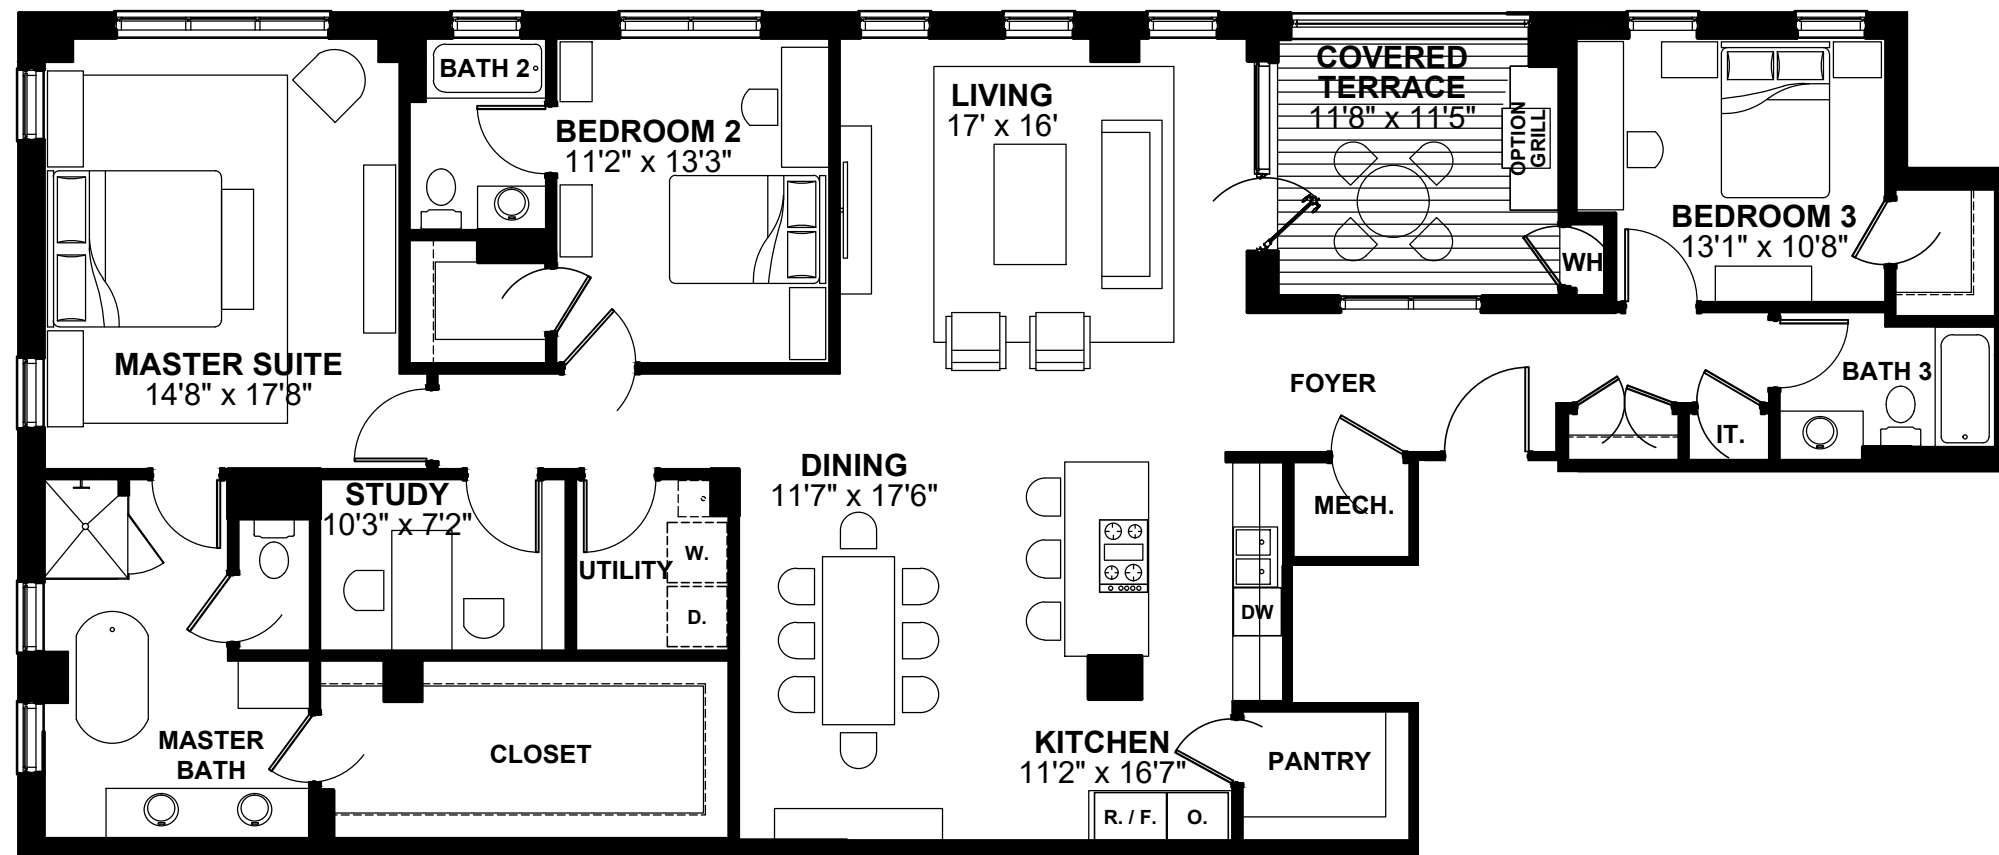 BATH 2
COVERED
TERRACE
11'8" x 11'5"
LIVING
17' x 16'
BEDROOM 2
11'2" x 13'3"
OPTION
GRILL
BEDROOM 3
13'1" x 10'8"
WH
MASTER SUITE
14'8" x 17'8"
FOYER
BATH 3
IT.
DINING
11'7" x 17'6"
STUDY
10'3" x 7'2"
MECH.
UTILITY
W.
D.
DW
MASTER
BATH
CLOSET
KITCHEN
11'2" x 16'7"
PANTRY
R. / F.
O.